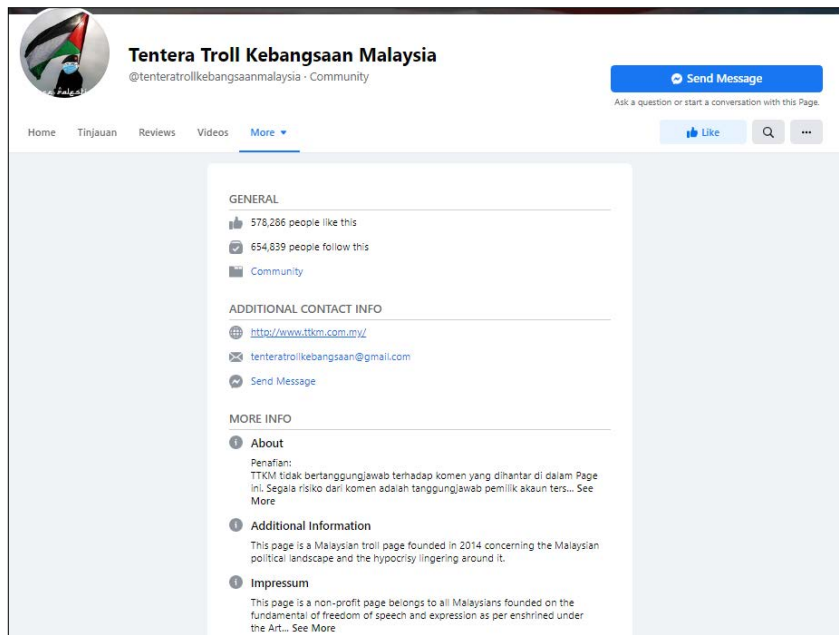 Tentera Troll Kebangsaan Malaysia
@tenteratrollkebangsaanmalaysia · Community
Send Message
Ask a question or start a conversation with this Page.
Home Tinjauan Reviews Videos More
Like
GENERAL
578,286 people like this
654,839 people follow this
Community
ADDITIONAL CONTACT INFO
http://www.ttkm.com.my/
tenteratrollkebangsaan@gmail.com
Send Message
MORE INFO
About
Penafian:
TTKM tidak bertanggungjawab terhadap komen yang dihantar di dalam Page
ini. Segala risiko dari komen adalah tanggungjawab pemilik akaun ters... See
More
Additional Information
This page is a Malaysian troll page founded in 2014 concerning the Malaysian
political landscape and the hypocrisy lingering around it.
Impressum
This page is a non-profit page belongs to all Malaysians founded on the
fundamental of freedom of speech and expression as per enshrined under
the Art... See More